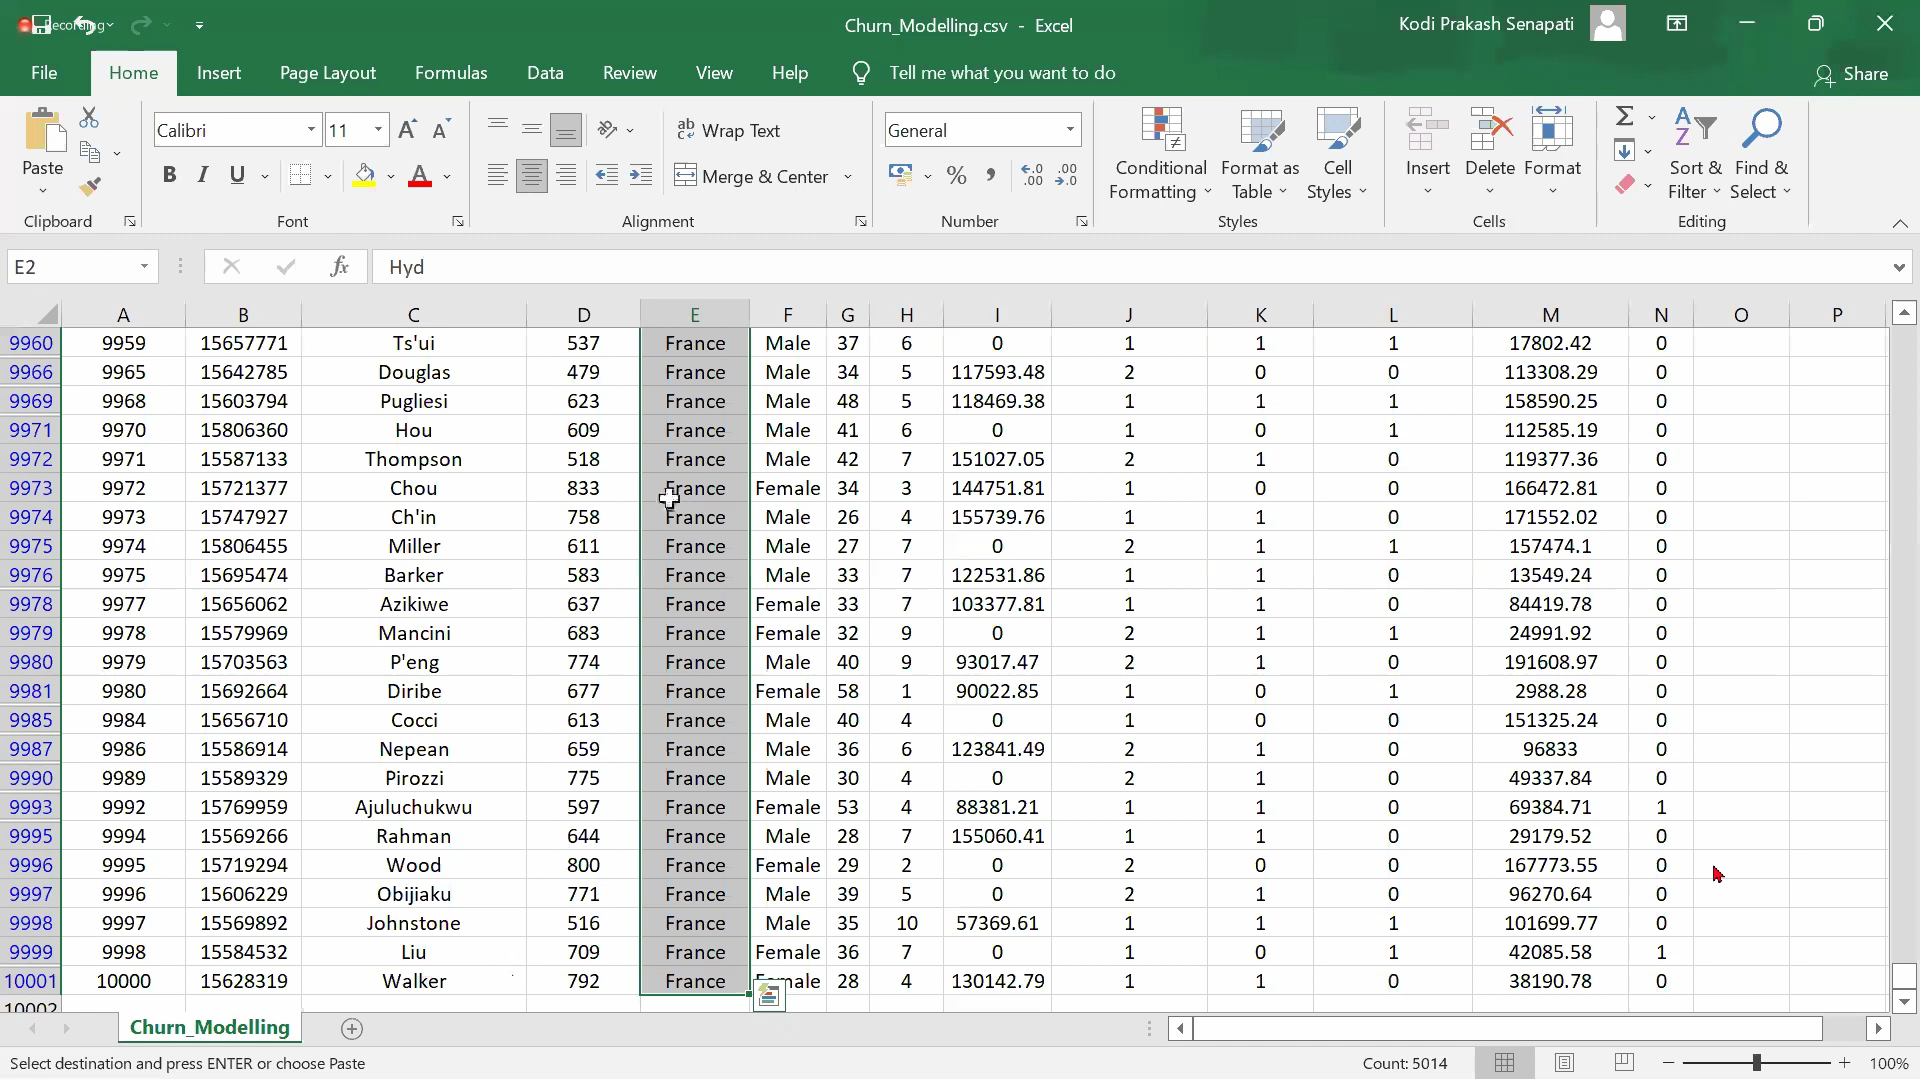 Recording
Churn_Modelling.csv - Excel
Kodi Prakash Senapati
File Home Insert Page Layout Formulas Data Review View Help Tell me what you want to do Share
Paste
Clipboard
Calibri 11
B I U
Font
ab Wrap Text
Merge & Center
Alignment
General
% , .00 .00
Number
Conditional Formatting
Format as Table
Cell Styles
Styles
Insert Delete Format
Cells
Sort & Filter
Find & Select
Editing
E2 fx Hyd
A B C D E F G H I J K L M N O P
9960 9959 15657771 Ts'ui 537 France Male 37 6 0 1 1 1 17802.42 0
9966 9965 15642785 Douglas 479 France Male 34 5 117593.48 2 0 0 113308.29 0
9969 9968 15603794 Pugliesi 623 France Male 48 5 118469.38 1 1 1 158590.25 0
9971 9970 15806360 Hou 609 France Male 41 6 0 1 0 1 112585.19 0
9972 9971 15587133 Thompson 518 France Male 42 7 151027.05 2 1 0 119377.36 0
9973 9972 15721377 Chou 833 France Female 34 3 144751.81 1 0 0 166472.81 0
9974 9973 15747927 Ch'in 758 France Male 26 4 155739.76 1 1 0 171552.02 0
9975 9974 15806455 Miller 611 France Male 27 7 0 2 1 1 157474.1 0
9976 9975 15695474 Barker 583 France Male 33 7 122531.86 1 1 0 13549.24 0
9978 9977 15656062 Azikiwe 637 France Female 33 7 103377.81 1 1 0 84419.78 0
9979 9978 15579969 Mancini 683 France Female 32 9 0 2 1 1 24991.92 0
9980 9979 15703563 P'eng 774 France Male 40 9 93017.47 2 1 0 191608.97 0
9981 9980 15692664 Diribe 677 France Female 58 1 90022.85 1 0 1 2988.28 0
9985 9984 15656710 Cocci 613 France Male 40 4 0 1 0 0 151325.24 0
9987 9986 15586914 Nepean 659 France Male 36 6 123841.49 2 1 0 96833 0
9990 9989 15589329 Pirozzi 775 France Male 30 4 0 2 1 0 49337.84 0
9993 9992 15769959 Ajuluchukwu 597 France Female 53 4 88381.21 1 1 0 69384.71 1
9995 9994 15569266 Rahman 644 France Male 28 7 155060.41 1 1 0 29179.52 0
9996 9995 15719294 Wood 800 France Female 29 2 0 2 0 0 167773.55 0
9997 9996 15606229 Obijiaku 771 France Male 39 5 0 2 1 0 96270.64 0
9998 9997 15569892 Johnstone 516 France Male 35 10 57369.61 1 1 1 101699.77 0
9999 9998 15584532 Liu 709 France Female 36 7 0 1 0 1 42085.58 1
10001 10000 15628319 Walker 792 France Female 28 4 130142.79 1 1 0 38190.78 0
10002
Churn_Modelling
Select destination and press ENTER or choose Paste
Count: 5014
100%